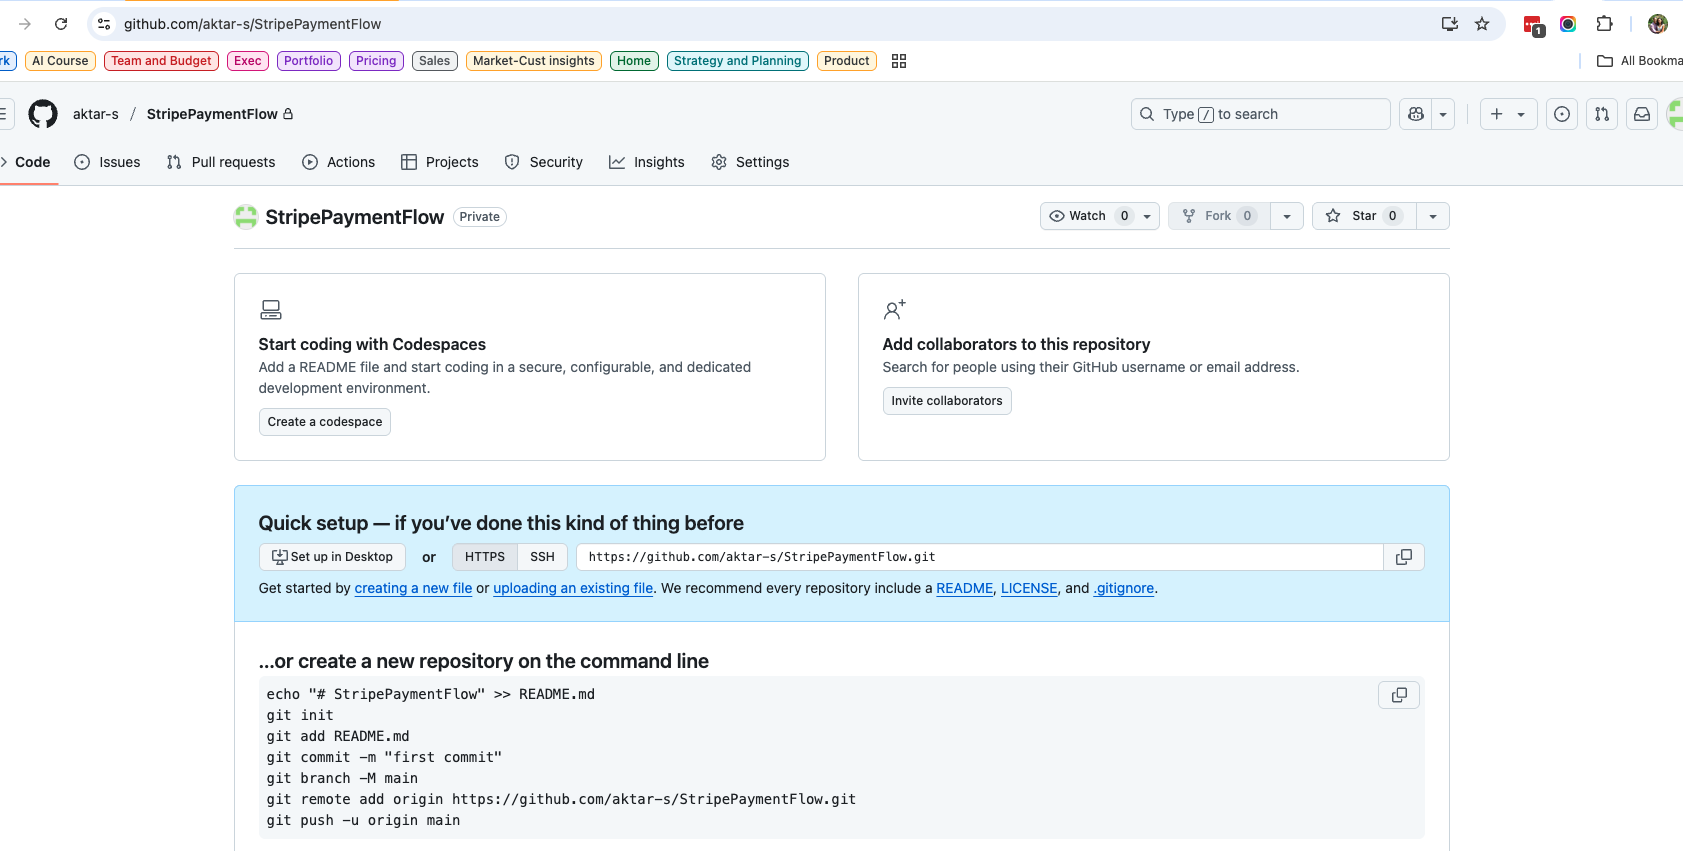 github.com/aktar-s/StripePaymentFlow
1
rk AI Course Team and Budget Exec Portfolio Pricing Sales Market-Cust insights Home Strategy and Planning Product All Bookma
aktar-s / StripePaymentFlow Type / to search
Code Issues Pull requests Actions Projects Security Insights Settings
StripePaymentFlow Private Watch 0 Fork 0 Star 0
Start coding with Codespaces
Add a README file and start coding in a secure, configurable, and dedicated
development environment.
Create a codespace
Add collaborators to this repository
Search for people using their GitHub username or email address.
Invite collaborators
Quick setup — if you’ve done this kind of thing before
Set up in Desktop or HTTPS SSH https://github.com/aktar-s/StripePaymentFlow.git
Get started by creating a new file or uploading an existing file. We recommend every repository include a README, LICENSE, and .gitignore.
…or create a new repository on the command line
echo "# StripePaymentFlow" >> README.md
git init
git add README.md
git commit -m "first commit"
git branch -M main
git remote add origin https://github.com/aktar-s/StripePaymentFlow.git
git push -u origin main